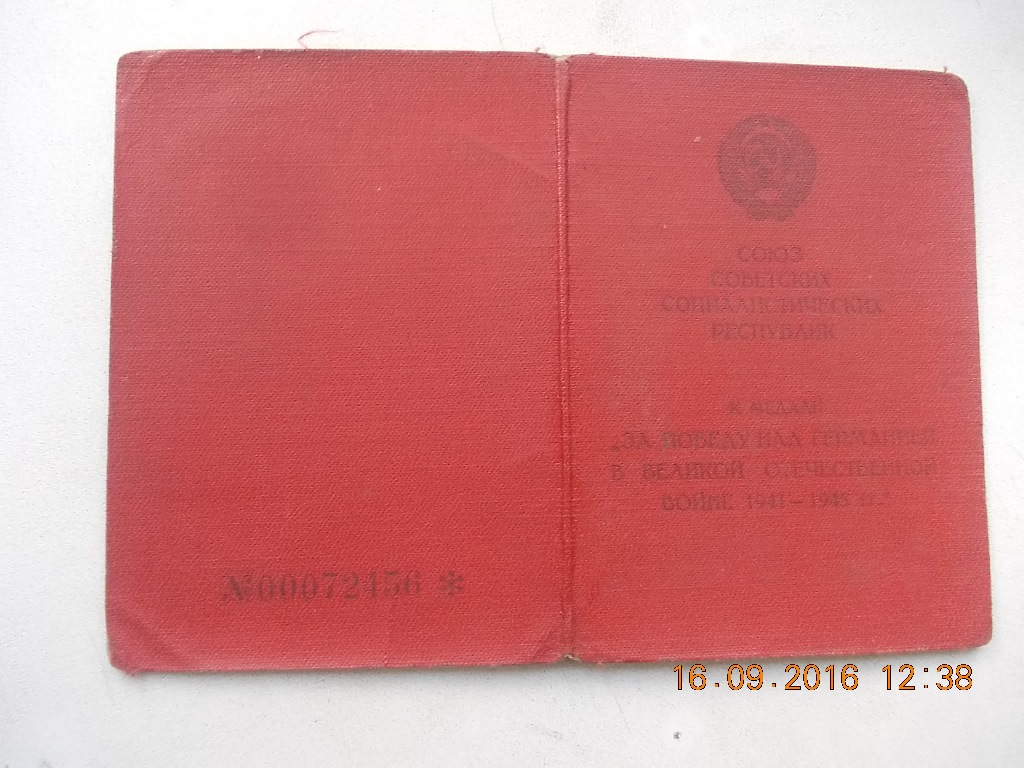 СОЮЗ
СОВЕТСКИХ
СОЦИАЛИСТИЧЕСКИХ
РЕСПУБЛИК
К МЕДАЛИ
„ЗА ПОБЕДУ НАД ГЕРМАНИЕЙ
В ВЕЛИКОЙ ОТЕЧЕСТВЕННОЙ
ВОЙНЕ 1941—1945 гг."
№00072456 *
16.09.2016 12:38